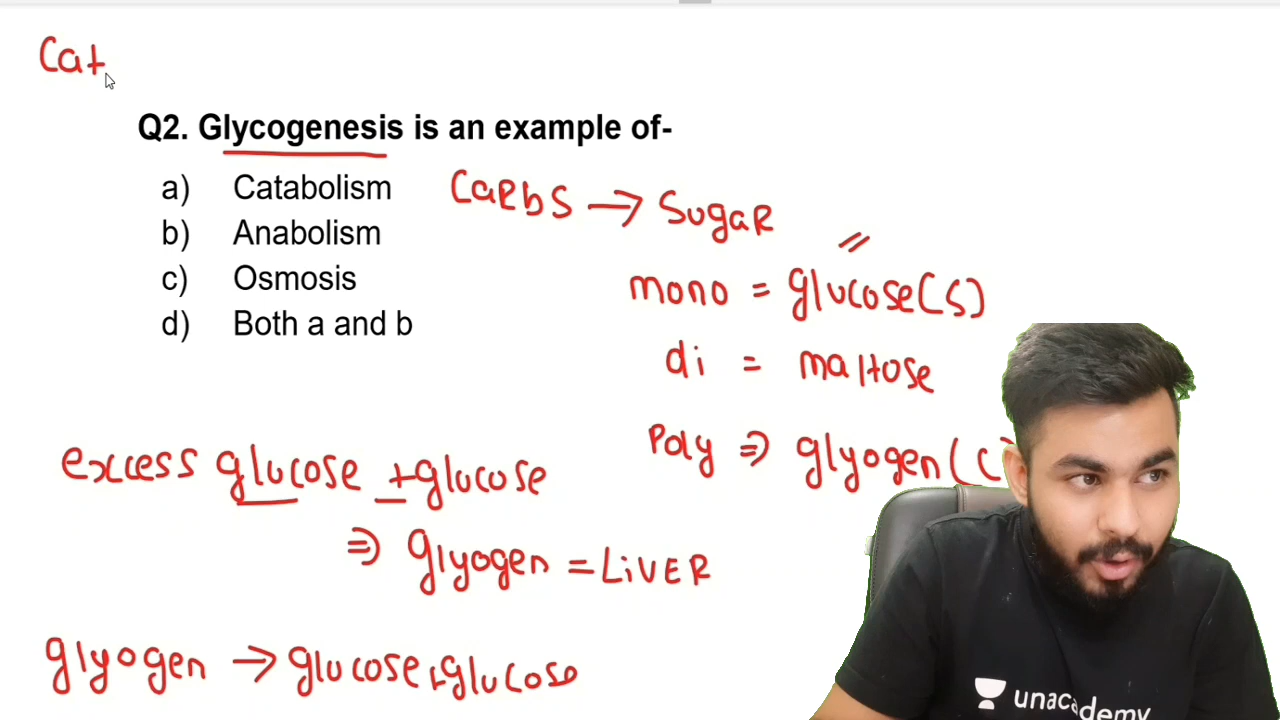 Cat
Q2. Glycogenesis is an example of-
a) Catabolism
b) Anabolism
c) Osmosis
d) Both a and b
CaRbS → SugaR
mono = glucose(S)
di = maltose
Poly ⇒ glyogen(C)
excess glucose + glucose
⇒ glyogen = LiVER
glyogen → glucose + glucose
unacademy